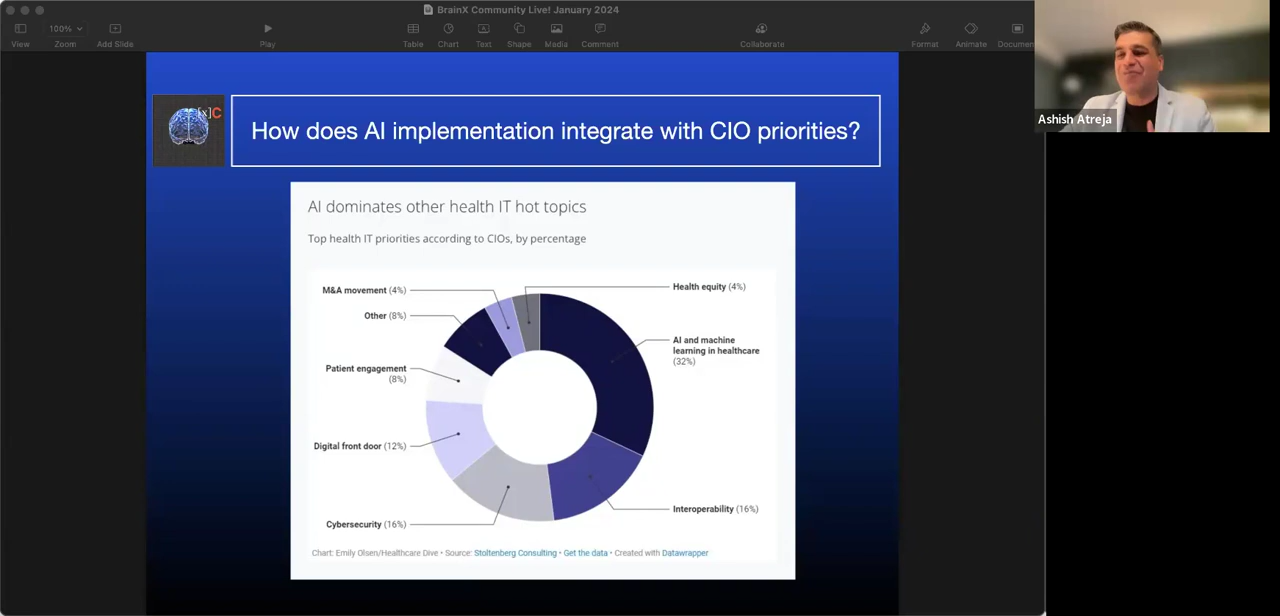 BrainX Community Live! January 2024
100%
View
Zoom
Add Slide
Play
Table
Chart
Text
Shape
Media
Comment
Collaborate
Format
Animate
Documen
Ashish Atreja
[x]C
How does AI implementation integrate with CIO priorities?
AI dominates other health IT hot topics
Top health IT priorities according to CIOs, by percentage
M&A movement (4%)
Health equity (4%)
Other (8%)
AI and machine
learning in healthcare
(32%)
Patient engagement
(8%)
Digital front door (12%)
Interoperability (16%)
Cybersecurity (16%)
Chart: Emily Olsen/Healthcare Dive • Source: Stoltenberg Consulting • Get the data • Created with Datawrapper